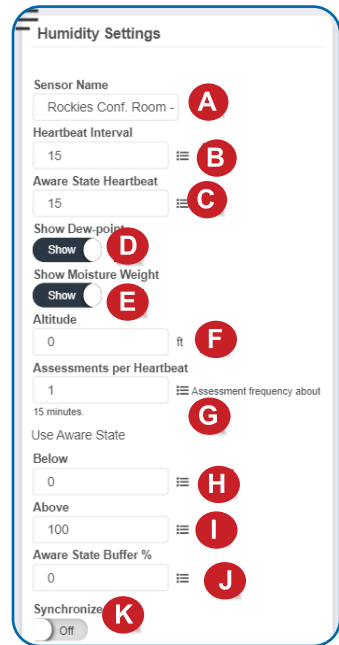 Humidity Settings
Sensor Name
Rockies Conf. Room -
A
Heartbeat Interval
15
B
Aware State Heartbeat
15
C
Show Dew-point
Show
D
Show Moisture Weight
Show
E
Altitude
0 ft
F
Assessments per Heartbeat
1 Assessment frequency about
15 minutes.
G
Use Aware State
Below
0
H
Above
100
I
Aware State Buffer %
0
J
Synchronize
K
Off